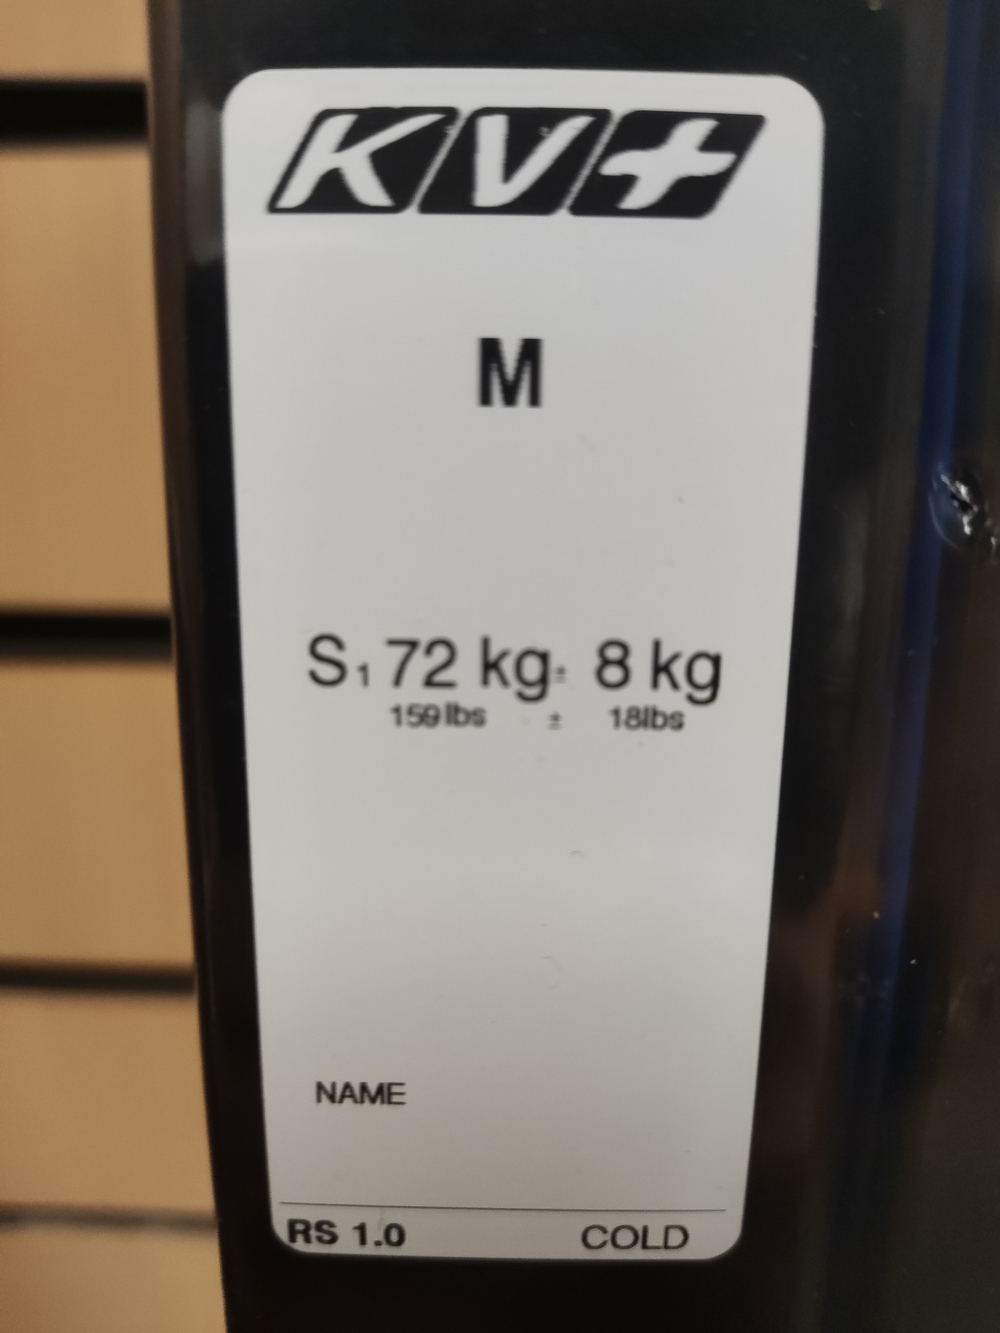 KV+
M
S1 72 kg ± 8 kg
159 lbs ± 18lbs
NAME
RS 1.0 COLD